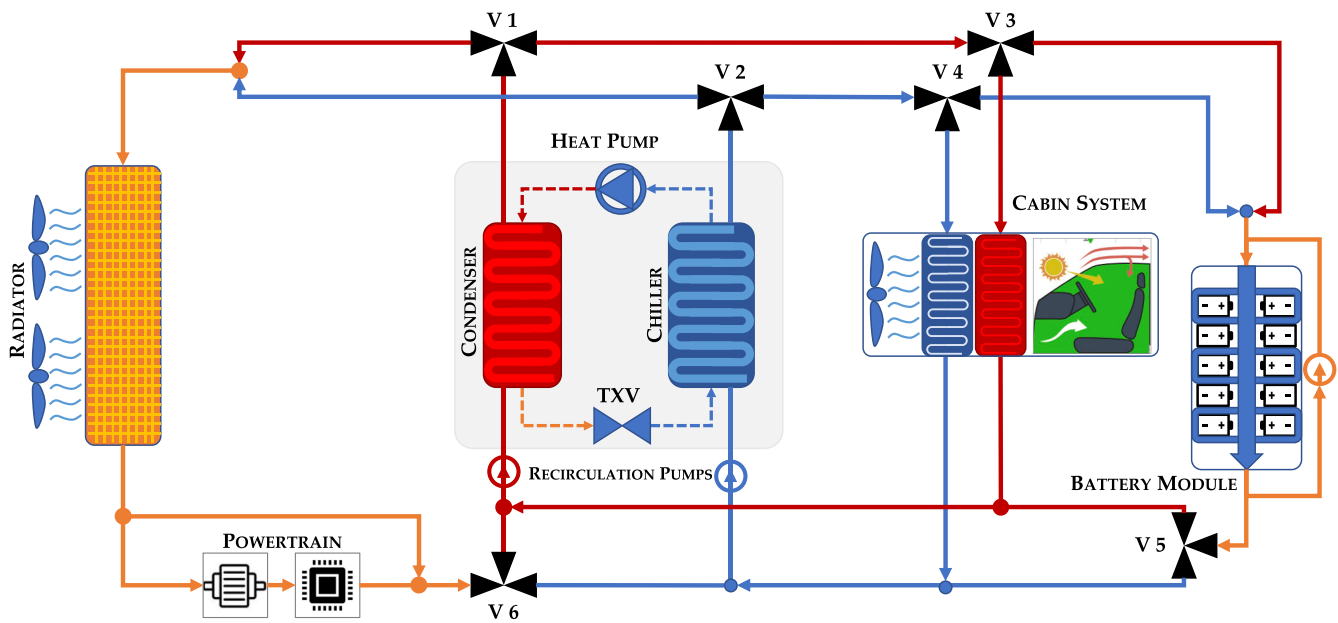 V 1
V 3
V 2
V 4
HEAT PUMP
CABIN SYSTEM
RADIATOR
CONDENSER
CHILLER
TXV
RECIRCULATION PUMPS
BATTERY MODULE
POWERTRAIN
V 5
V 6